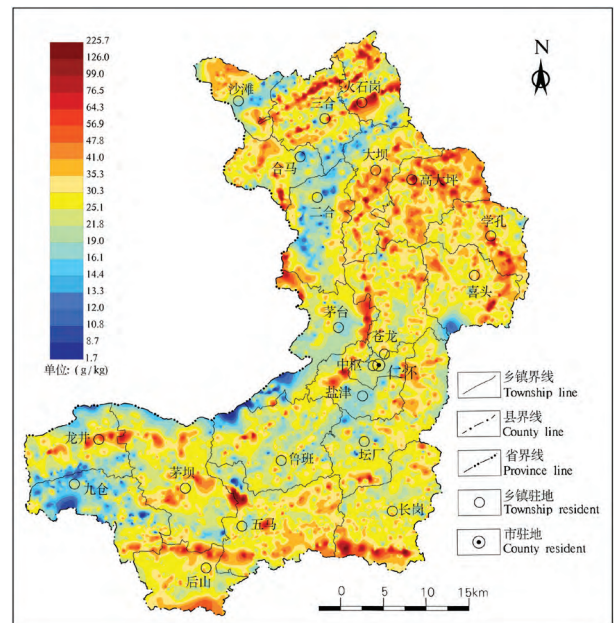 225.7
126.0
99.0
76.5
64.3
56.9
47.8
41.0
35.3
30.3
25.1
21.8
19.0
16.1
14.4
13.3
12.0
10.8
8.7
1.7
单位: ( g / kg )
N
沙滩
火石岗
三合
合马
大坝
高大坪
二合
学孔
喜头
茅台
苍龙
中枢
仁怀
盐津
龙井
鲁班
坛厂
九仓
茅坝
五马
长岗
后山
乡镇界线
Township line
县界线
County line
省界线
Province line
乡镇驻地
Township resident
市驻地
County resident
0 5 10 15km